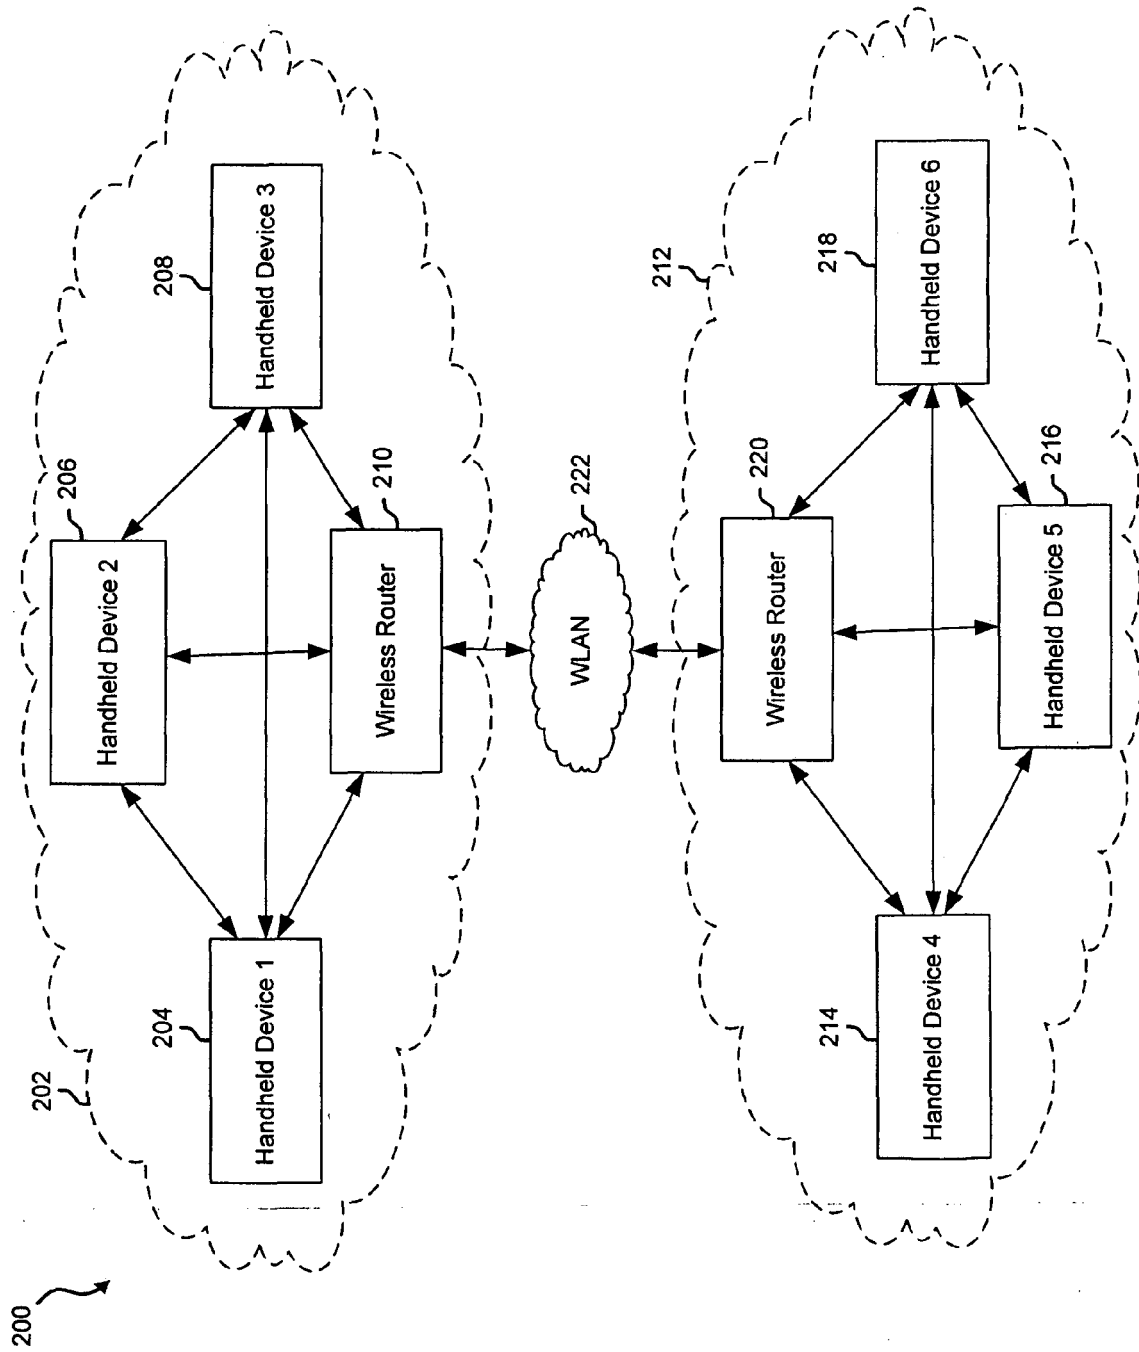 200
202
204
Handheld Device 1
206
Handheld Device 2
208
Handheld Device 3
210
Wireless Router
222
WLAN
212
220
Wireless Router
214
Handheld Device 4
216
Handheld Device 5
218
Handheld Device 6